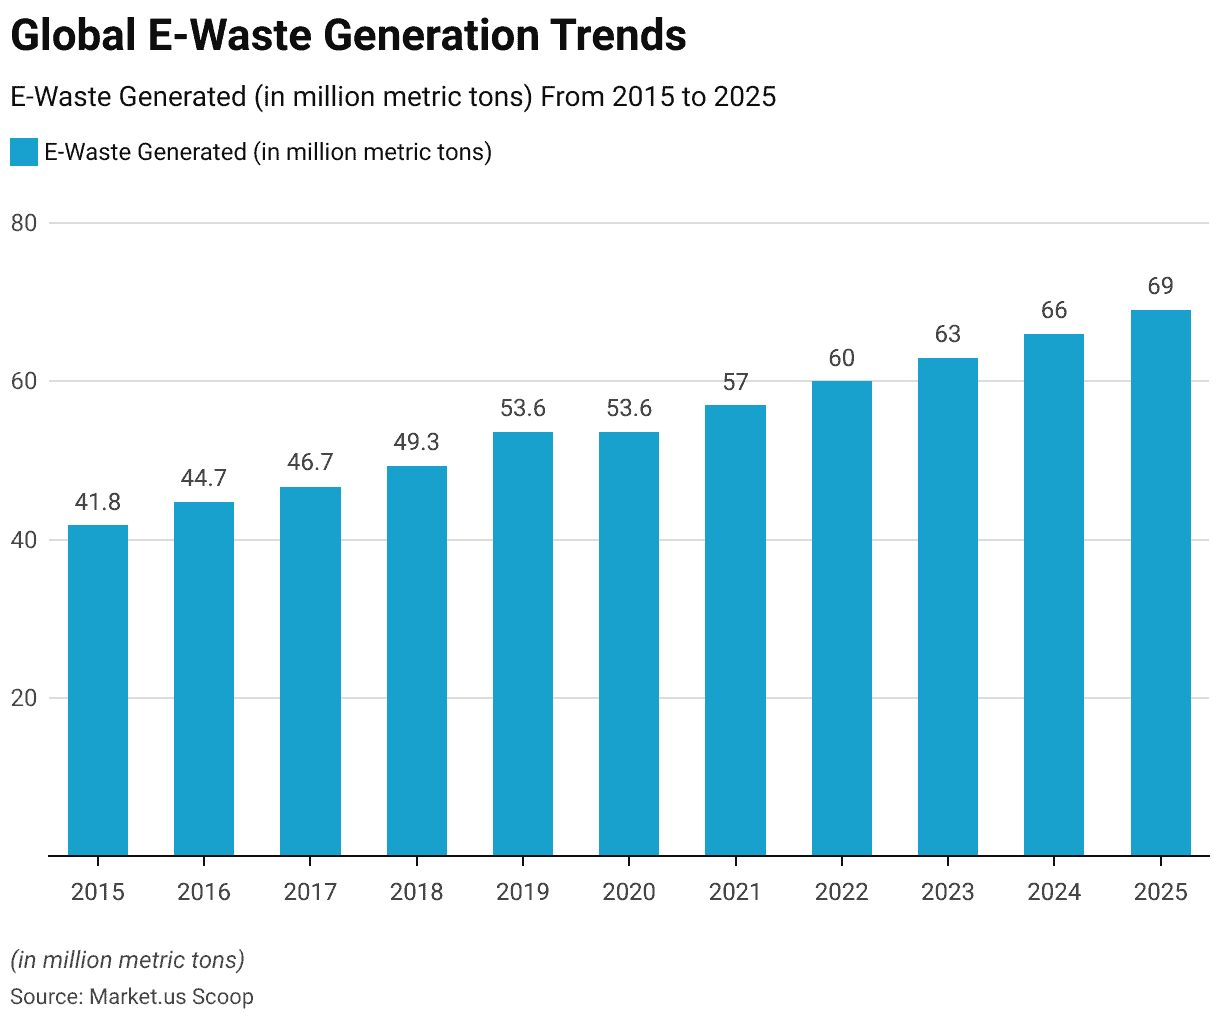 Global E-Waste Generation Trends
E-Waste Generated (in million metric tons) From 2015 to 2025
E-Waste Generated (in million metric tons)
80
60
40
20
41.8
44.7
46.7
49.3
53.6
53.6
57
60
63
66
69
2015 2016 2017 2018 2019 2020 2021 2022 2023 2024 2025
(in million metric tons)
Source: Market.us Scoop